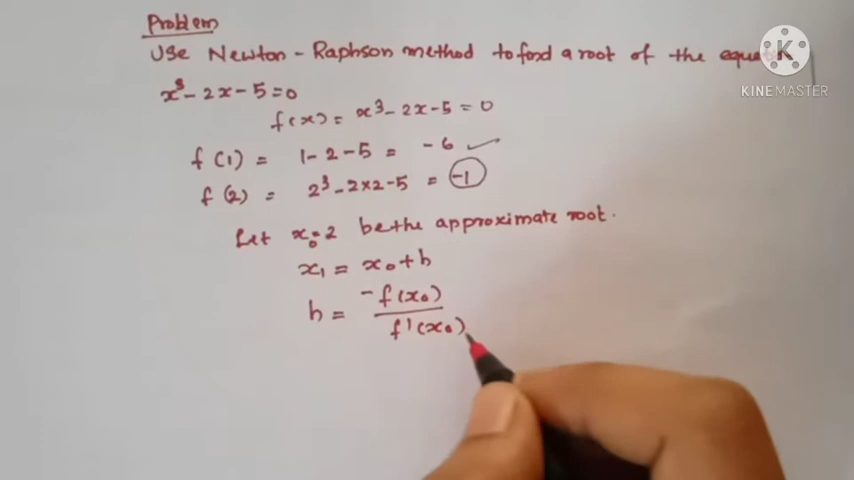 Problem
Use Newton-Raphson method to find a root of the
x³ - 2x - 5 = 0
f(x) = x³ - 2x - 5 = 0
f(1) = 1 - 2 - 5 = -6 ✓
f(2) = 2³ - 2×2 - 5 = -1
Let x₀ = 2 be the approximate root.
x₁ = x₀ + h
h = -f(x₀) / f'(x₀)
K
KINEMASTER